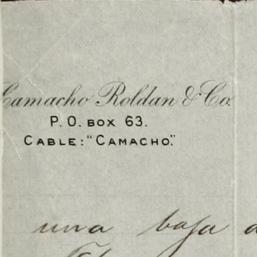 Camacho Roldan & Co.
P. O. BOX 63.
CABLE: "CAMACHO."
una baja a